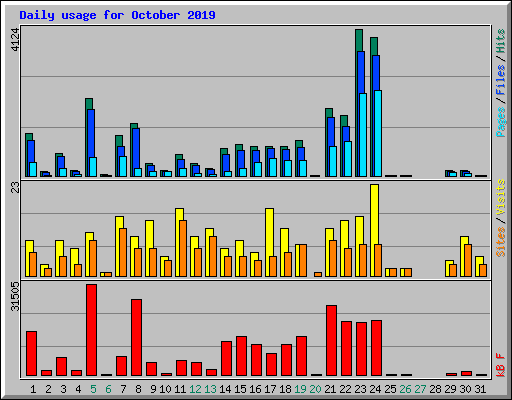 Daily usage for October 2019
4124
Pages/Files/Hits
23
Sites/Visits
31505
kB F
1 2 3 4 5 6 7 8 9 10 11 12 13 14 15 16 17 18 19 20 21 22 23 24 25 26 27 28 29 30 31